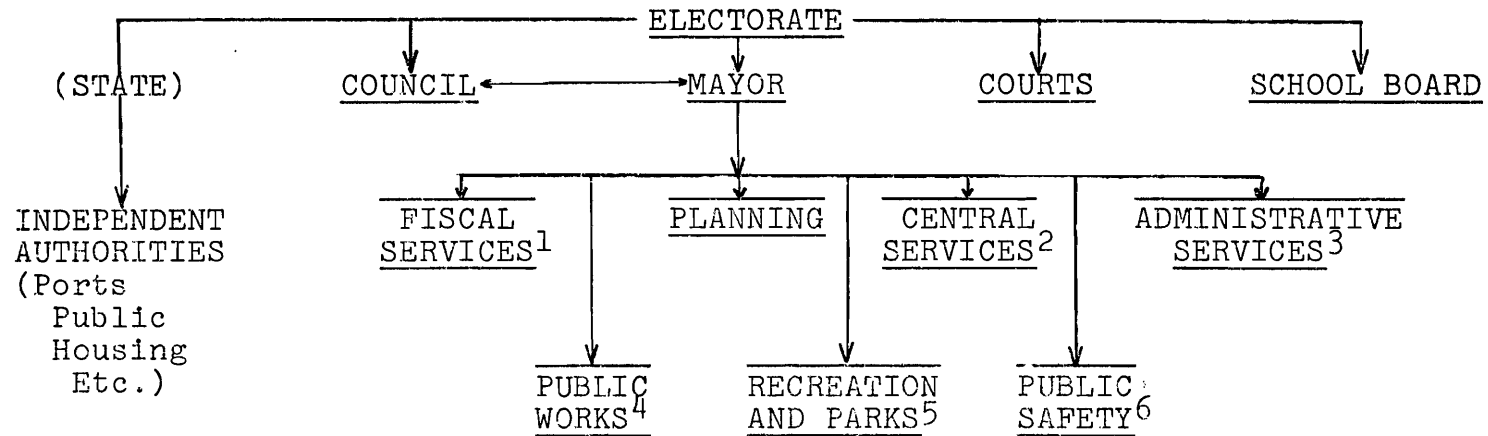 ELECTORATE
(STATE) COUNCIL MAYOR COURTS SCHOOL BOARD
INDEPENDENT
AUTHORITIES
(Ports
Public
Housing
Etc.)
FISCAL
SERVICES1
PLANNING
CENTRAL
SERVICES2
ADMINISTRATIVE
SERVICES3
PUBLIC
WORKS4
RECREATION
AND PARKS5
PUBLIC
SAFETY6